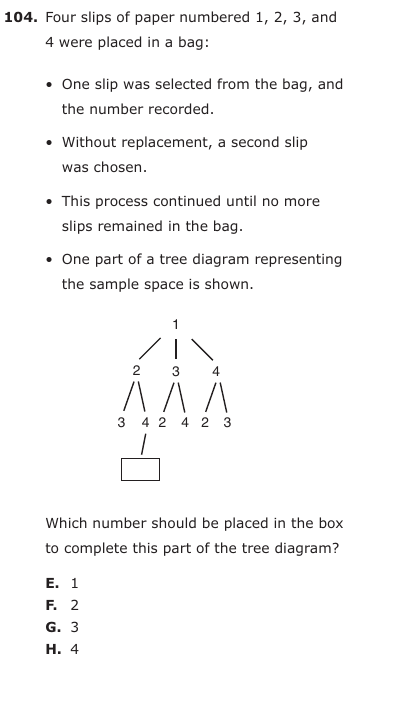 104. Four slips of paper numbered 1, 2, 3, and
4 were placed in a bag:
• One slip was selected from the bag, and
the number recorded.
• Without replacement, a second slip
was chosen.
• This process continued until no more
slips remained in the bag.
• One part of a tree diagram representing
the sample space is shown.
1
2 3 4
3 4 2 4 2 3
Which number should be placed in the box
to complete this part of the tree diagram?
E. 1
F. 2
G. 3
H. 4